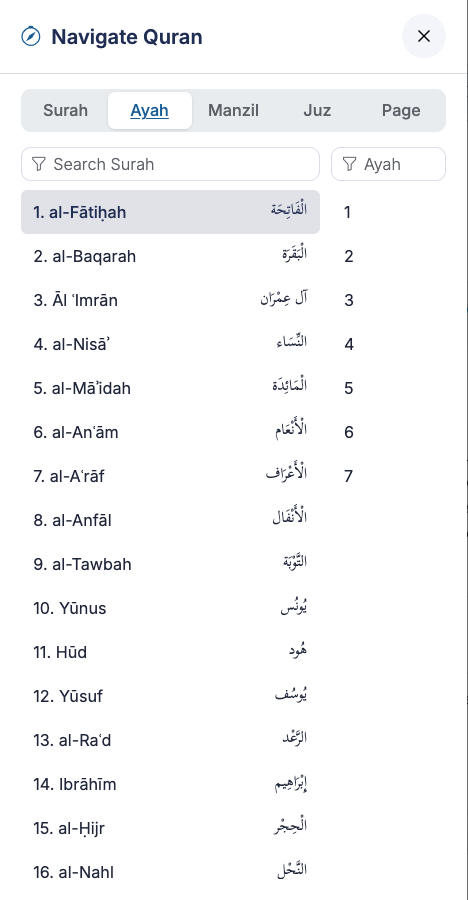 Navigate Quran
Surah Ayah Manzil Juz Page
Search Surah Ayah
1. al-Fātiḥah الْفَاتِحَة 1
2. al-Baqarah الْبَقَرَة 2
3. Āl ʿImrān آل عِمْرَان 3
4. al-Nisāʾ النِّسَاء 4
5. al-Māʾidah الْمَائِدَة 5
6. al-Anʿām الْأَنْعَام 6
7. al-Aʿrāf الْأَعْرَاف 7
8. al-Anfāl الْأَنْفَال
9. al-Tawbah التَّوْبَة
10. Yūnus يُونُس
11. Hūd هُود
12. Yūsuf يُوسُف
13. al-Raʿd الرَّعْد
14. Ibrāhīm إِبْرَاهِيم
15. al-Ḥijr الْحِجْر
16. al-Nahl النَّحْل